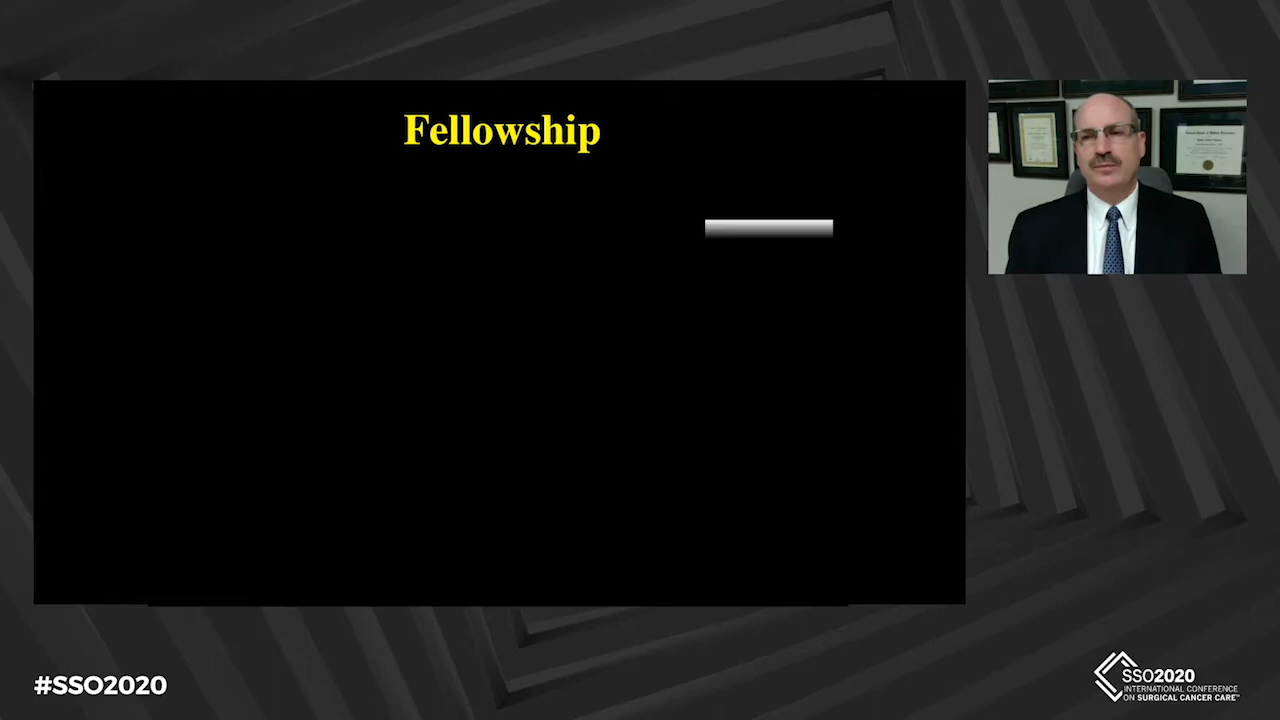 Fellowship
#SSO2020
SSO2020
INTERNATIONAL CONFERENCE
ON SURGICAL CANCER CARE™